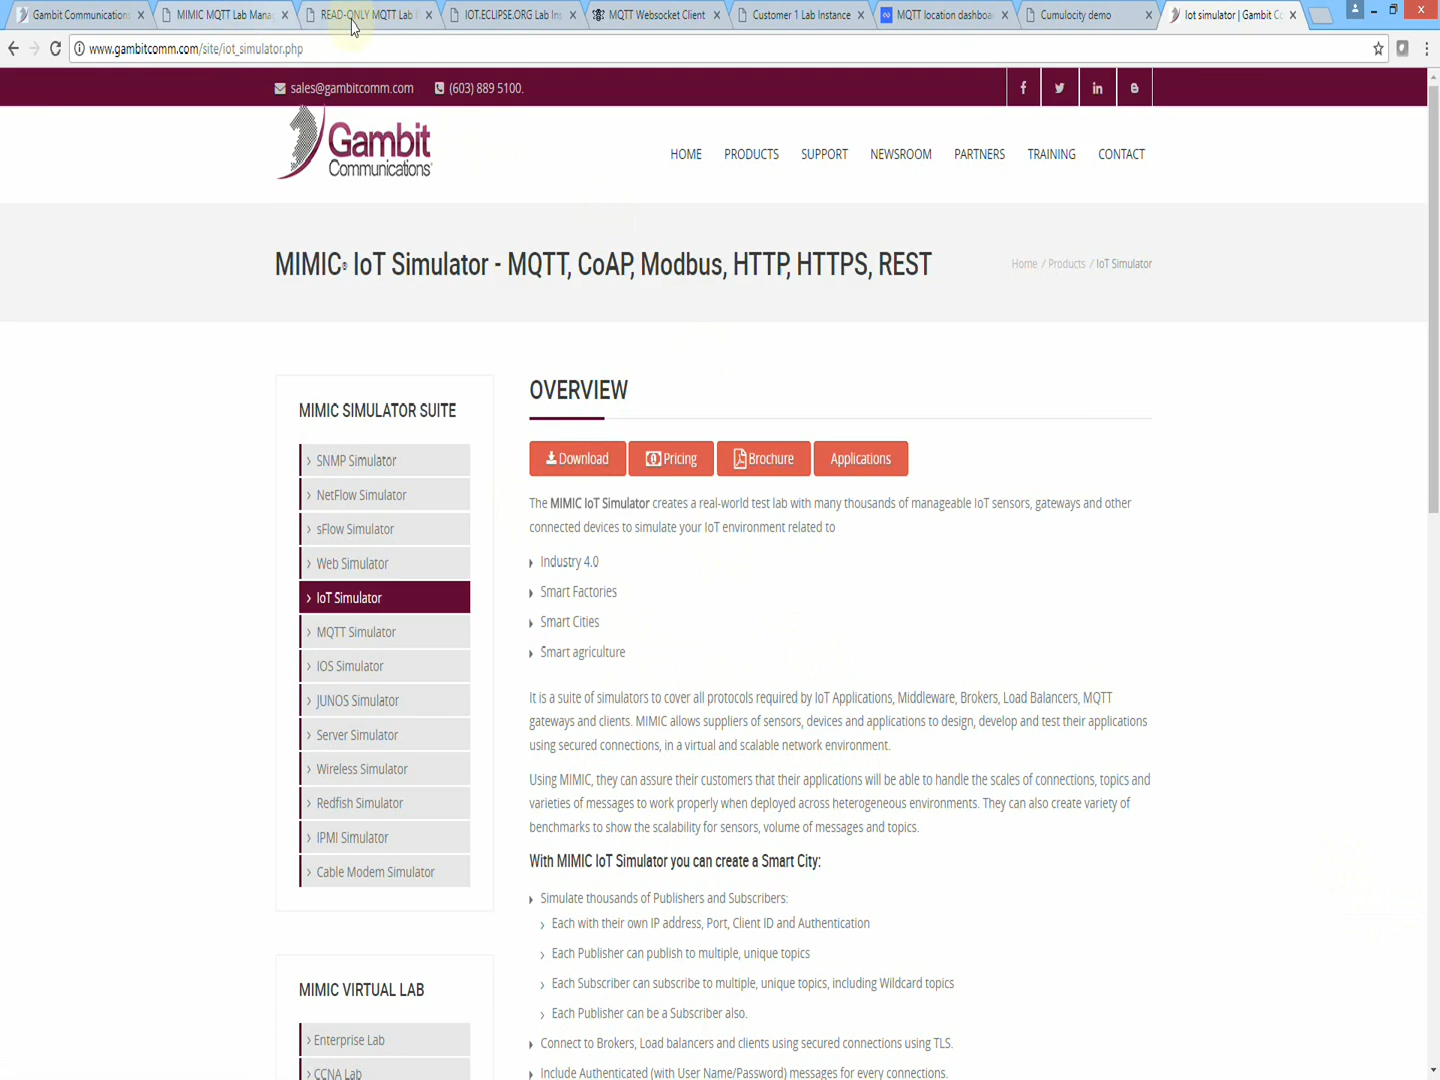 Gambit Communications
MIMIC MQTT Lab Mana
READ-ONLY MQTT Lab
IOT.ECLIPSE.ORG Lab In
MQTT Websocket Client
Customer 1 Lab Instance
MQTT location dashboa
Cumulocity demo
Iot simulator | Gambit C
www.gambitcomm.com/site/iot_simulator.php
sales@gambitcomm.com (603) 889 5100.
Gambit
Communications
HOME PRODUCTS SUPPORT NEWSROOM PARTNERS TRAINING CONTACT
MIMIC® IoT Simulator - MQTT, CoAP, Modbus, HTTP, HTTPS, REST
Home / Products / IoT Simulator
MIMIC SIMULATOR SUITE
› SNMP Simulator
› NetFlow Simulator
› sFlow Simulator
› Web Simulator
› IoT Simulator
› MQTT Simulator
› IOS Simulator
› JUNOS Simulator
› Server Simulator
› Wireless Simulator
› Redfish Simulator
› IPMI Simulator
› Cable Modem Simulator
MIMIC VIRTUAL LAB
› Enterprise Lab
› CCNA Lab
OVERVIEW
Download Pricing Brochure Applications
The MIMIC IoT Simulator creates a real-world test lab with many thousands of manageable IoT sensors, gateways and other
connected devices to simulate your IoT environment related to
Industry 4.0
Smart Factories
Smart Cities
Smart agriculture
It is a suite of simulators to cover all protocols required by IoT Applications, Middleware, Brokers, Load Balancers, MQTT
gateways and clients. MIMIC allows suppliers of sensors, devices and applications to design, develop and test their applications
using secured connections, in a virtual and scalable network environment.
Using MIMIC, they can assure their customers that their applications will be able to handle the scales of connections, topics and
varieties of messages to work properly when deployed across heterogeneous environments. They can also create variety of
benchmarks to show the scalability for sensors, volume of messages and topics.
With MIMIC IoT Simulator you can create a Smart City:
Simulate thousands of Publishers and Subscribers:
› Each with their own IP address, Port, Client ID and Authentication
› Each Publisher can publish to multiple, unique topics
› Each Subscriber can subscribe to multiple, unique topics, including Wildcard topics
› Each Publisher can be a Subscriber also.
Connect to Brokers, Load balancers and clients using secured connections using TLS.
Include Authenticated (with User Name/Password) messages for every connections.